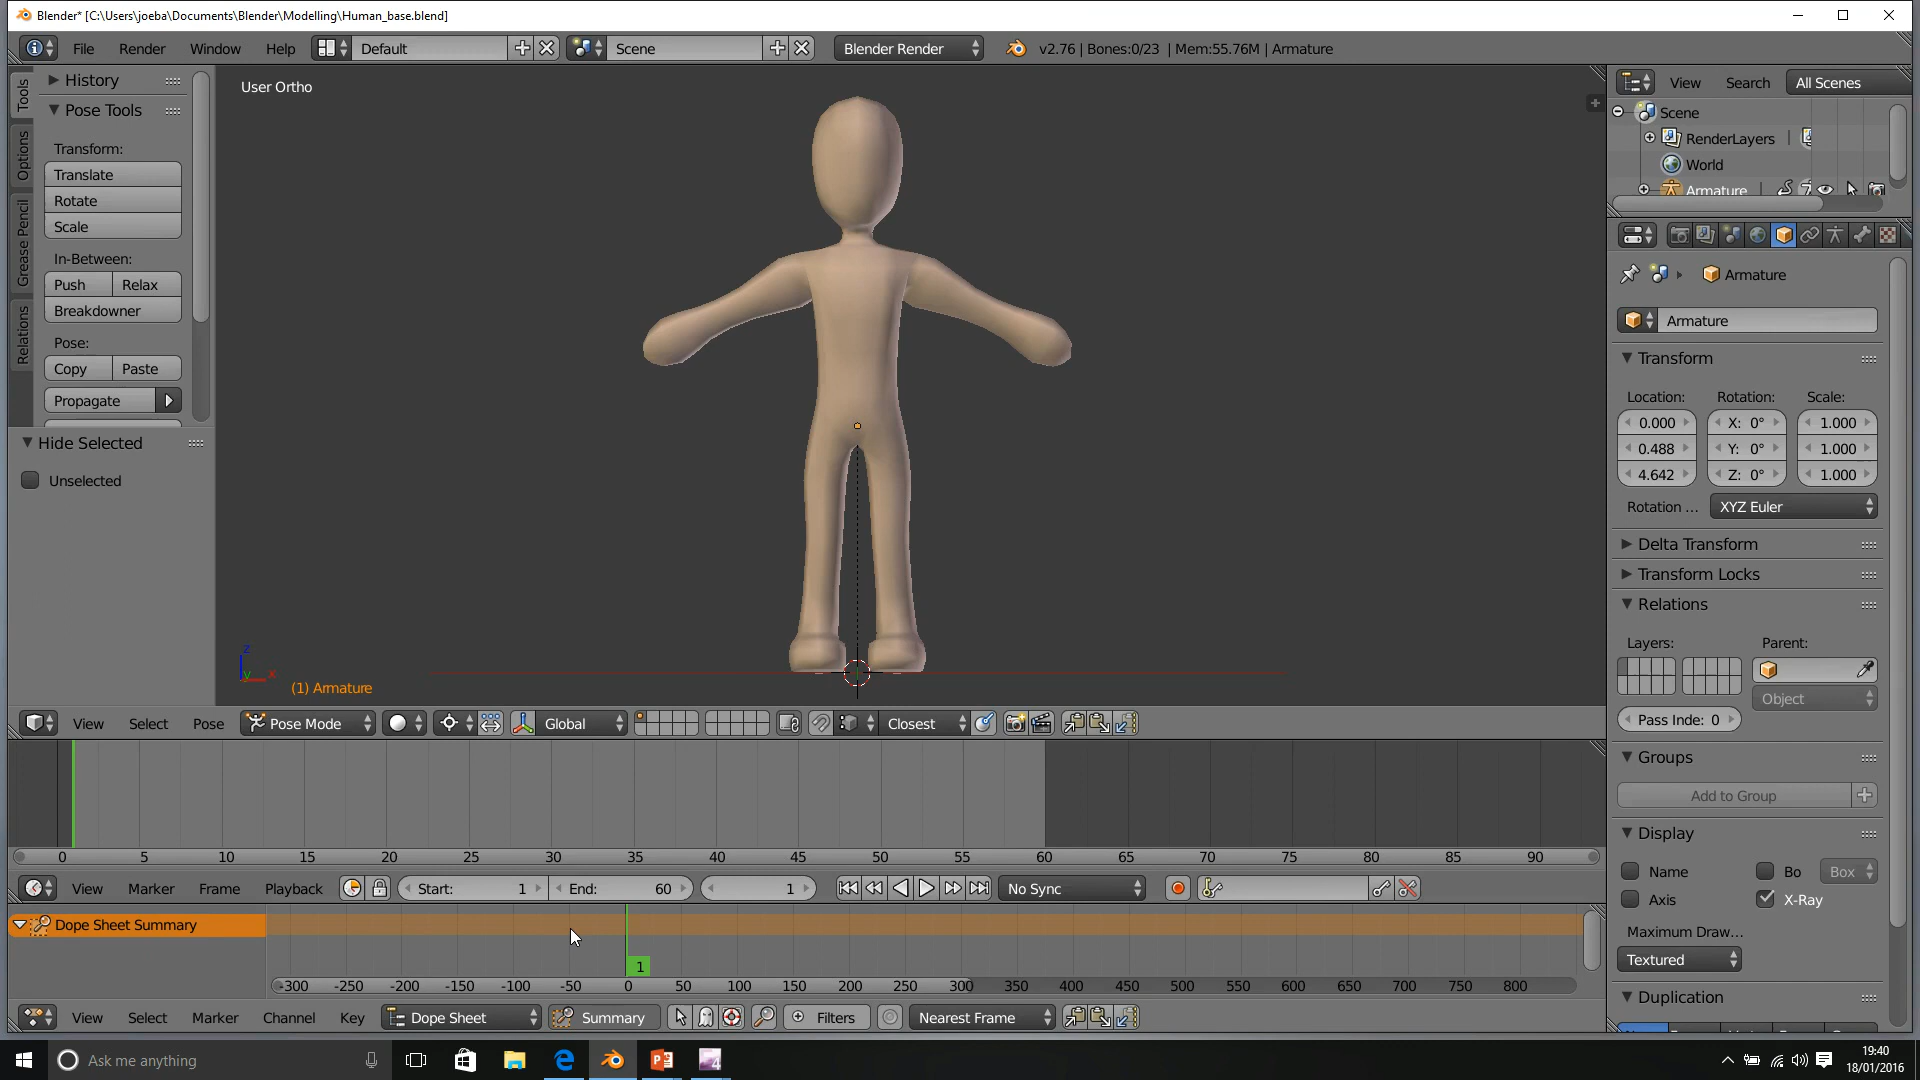 Blender* [C:\Users\joeba\Documents\Blender\Modelling\Human_base.blend]
File Render Window Help Default Scene Blender Render v2.76 | Bones:0/23 | Mem:55.76M | Armature
Tools
Options
Grease Pencil
Relations
History
Pose Tools
Transform:
Translate
Rotate
Scale
In-Between:
Push Relax
Breakdowner
Pose:
Copy Paste
Propagate
Hide Selected
Unselected
User Ortho
z
y x
(1) Armature
View Select Pose Pose Mode Global Closest
View Search All Scenes
Scene
RenderLayers |
World
Armature |
Armature
Armature
Transform
Location: Rotation: Scale:
0.000 X: 0° 1.000
0.488 Y: 0° 1.000
4.642 Z: 0° 1.000
Rotation ... XYZ Euler
Delta Transform
Transform Locks
Relations
Layers: Parent:
Object
Pass Inde: 0
Groups
Add to Group
Display
Name Bo Box
Axis X-Ray
Maximum Draw...
Textured
Duplication
0 5 10 15 20 25 30 35 40 45 50 55 60 65 70 75 80 85 90
View Marker Frame Playback Start: 1 End: 60 1 No Sync
Dope Sheet Summary
1
-300 -250 -200 -150 -100 -50 0 50 100 150 200 250 300 350 400 450 500 550 600 650 700 750 800
View Select Marker Channel Key Dope Sheet Summary Filters Nearest Frame
Ask me anything
19:40
18/01/2016